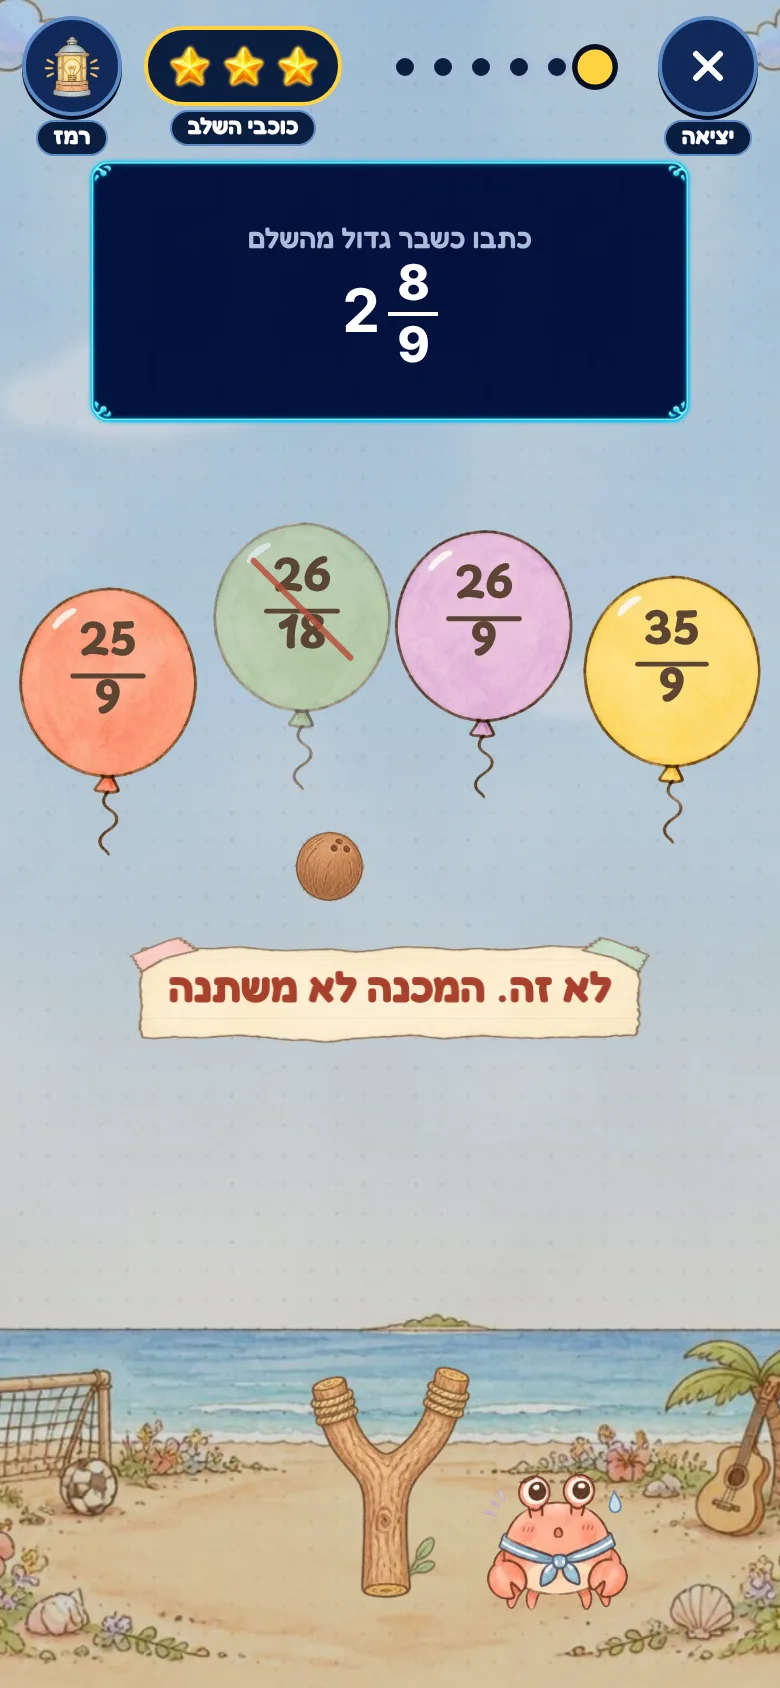 רמז
כוכבי השלב
יציאה
כתבו כשבר גדול מהשלם
2 8/9
25/9
26/18
26/9
35/9
לא זה. המכנה לא משתנה